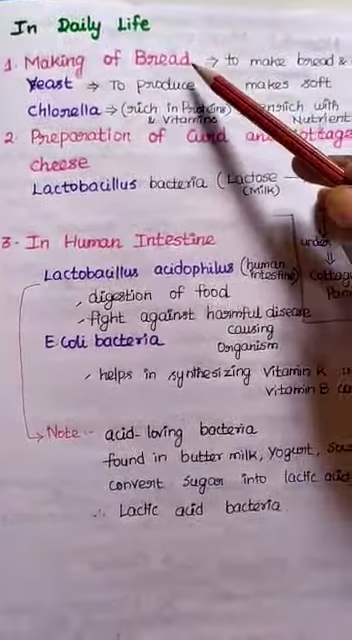 In Daily Life
1. Making of Bread → to make bread &
Yeast ⇒ To produce makes soft
Chlorella → (rich in Proteins) enrich with
& Vitamins Nutrient
2. Preparation of Curd and Cottage
cheese
Lactobacillus bacteria (Lactose
(Milk)
3. In Human Intestine
Lactobacillus acidophilus (human
intestine)
digestion of food
fight against harmful disease
causing
Organism
E coli bacteria
helps in synthesizing Vitamin K
Vitamin B
Note :- acid-loving bacteria
found in butter milk, yogurt,
convert sugar into lactic acid
∴ Lactic acid bacteria